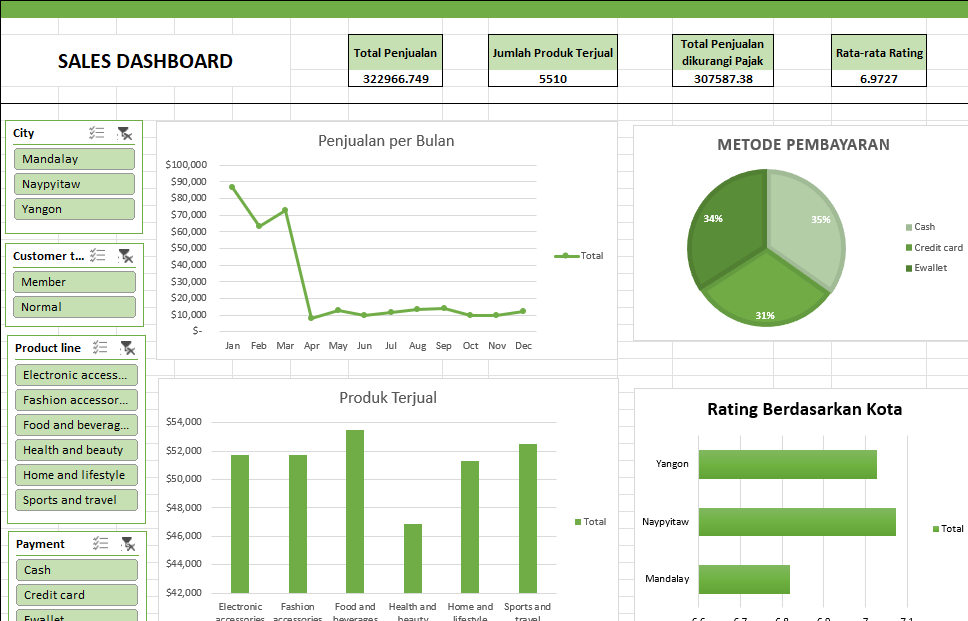 SALES DASHBOARD
Total Penjualan
322966.749
Jumlah Produk Terjual
5510
Total Penjualan
dikurangi Pajak
307587.38
Rata-rata Rating
6.9727
City
Mandalay
Naypyitaw
Yangon
Customer t...
Member
Normal
Product line
Electronic access...
Fashion accessor...
Food and beverag...
Health and beauty
Home and lifestyle
Sports and travel
Payment
Cash
Credit card
Ewallet
Penjualan per Bulan
$100,000
$90,000
$80,000
$70,000
$60,000
$50,000
$40,000
$30,000
$20,000
$10,000
$-
Jan Feb Mar Apr May Jun Jul Aug Sep Oct Nov Dec
Total
METODE PEMBAYARAN
34%
35%
31%
Cash
Credit card
Ewallet
Produk Terjual
$54,000
$52,000
$50,000
$48,000
$46,000
$44,000
$42,000
Electronic Fashion Food and Health and Home and Sports and
accessories accessories beverages beauty lifestyle travel
Total
Rating Berdasarkan Kota
Yangon
Naypyitaw
Mandalay
6.6 6.7 6.8 6.9 7 7.1
Total